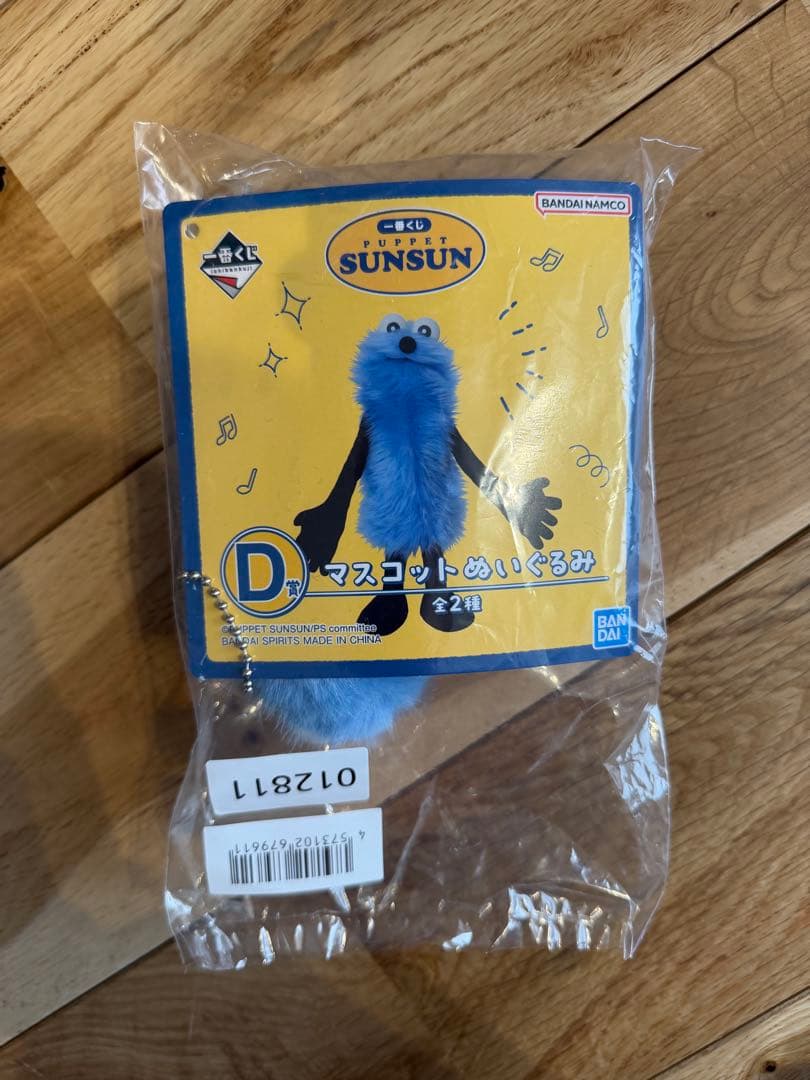 BANDAI NAMCO
一番くじ
ichibankuji
一番くじ
PUPPET
SUNSUN
D賞
マスコットぬいぐるみ
全2種
©PUPPET SUNSUN/PS committee
BANDAI SPIRITS MADE IN CHINA
BAN
DAI
012811
4 573102 679611